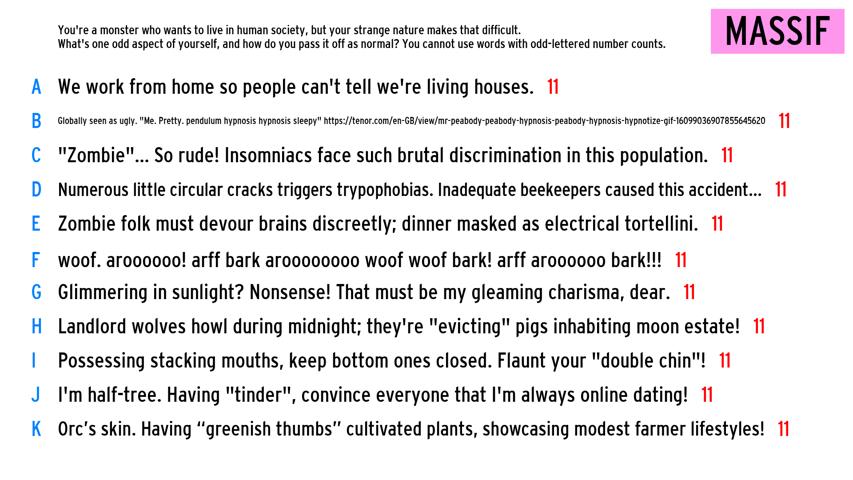 You're a monster who wants to live in human society, but your strange nature makes that difficult.
What's one odd aspect of yourself, and how do you pass it off as normal? You cannot use words with odd-lettered number counts.
MASSIF
A We work from home so people can't tell we're living houses. 11
B Globally seen as ugly. "Me. Pretty. pendulum hypnosis hypnosis sleepy" https://tenor.com/en-GB/view/mr-peabody-peabody-hypnosis-peabody-hypnosis-hypnotize-gif-16099036907855645620 11
C "Zombie"... So rude! Insomniacs face such brutal discrimination in this population. 11
D Numerous little circular cracks triggers trypophobias. Inadequate beekeepers caused this accident... 11
E Zombie folk must devour brains discreetly; dinner masked as electrical tortellini. 11
F woof. aroooooo! arff bark aroooooooo woof woof bark! arff aroooooo bark!!! 11
G Glimmering in sunlight? Nonsense! That must be my gleaming charisma, dear. 11
H Landlord wolves howl during midnight; they're "evicting" pigs inhabiting moon estate! 11
I Possessing stacking mouths, keep bottom ones closed. Flaunt your "double chin"! 11
J I'm half-tree. Having "tinder", convince everyone that I'm always online dating! 11
K Orc’s skin. Having “greenish thumbs” cultivated plants, showcasing modest farmer lifestyles! 11